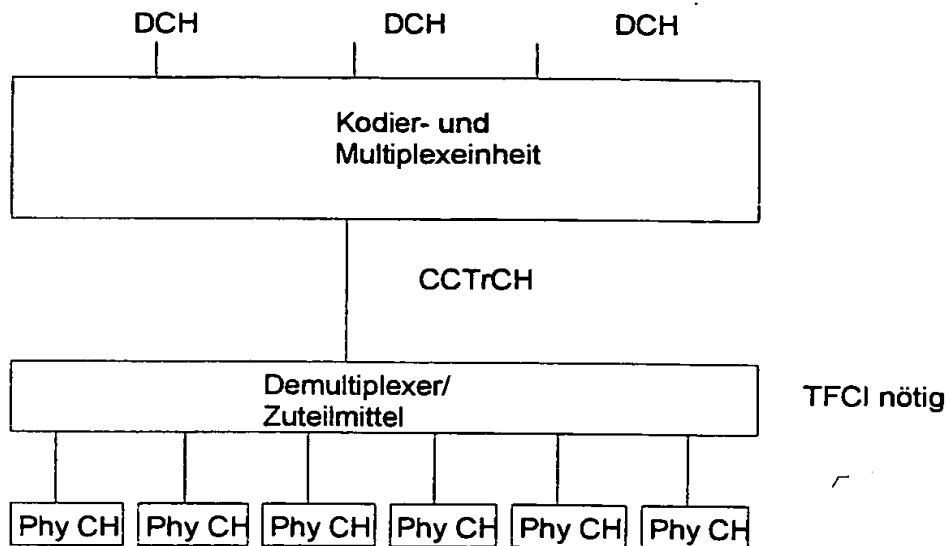 DCH DCH DCH
Kodier- und
Multiplexeinheit
CCTrCH
Demultiplexer/
Zuteilmittel
TFCI nötig
Phy CH Phy CH Phy CH Phy CH Phy CH Phy CH